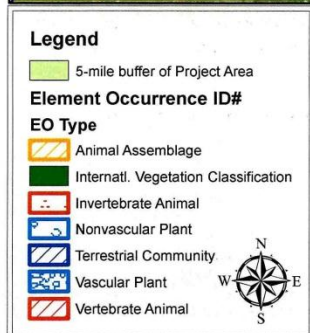 Legend
5-mile buffer of Project Area
Element Occurrence ID#
EO Type
Animal Assemblage
Internatl. Vegetation Classification
Invertebrate Animal
Nonvascular Plant
Terrestrial Community
Vascular Plant
Vertebrate Animal
N
W
E
S